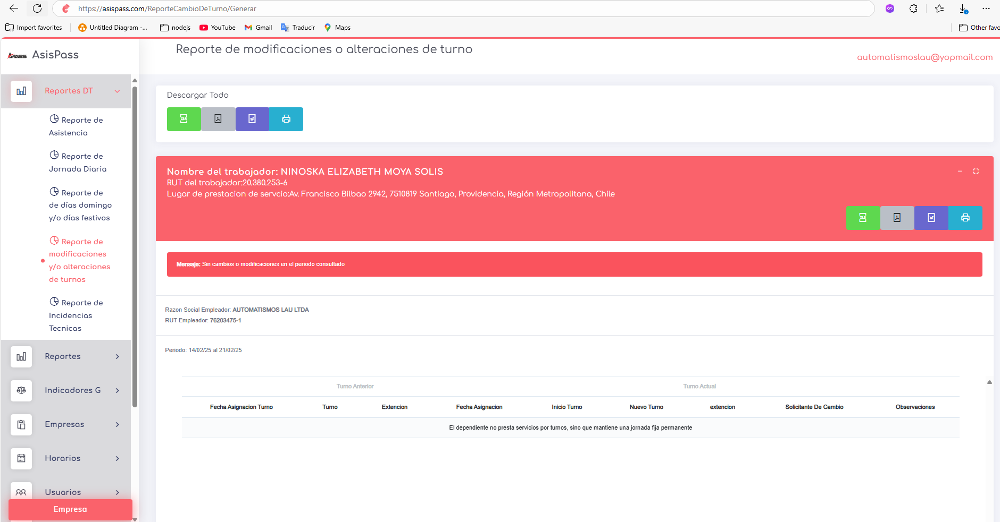 https://asispass.com/ReporteCambioDeTurno/Generar
Import favorites
Untitled Diagram -...
nodejs
YouTube
Gmail
Traducir
Maps
Other favo
AsisPass
Reporte de modificaciones o alteraciones de turno
automatismoslau@yopmail.com
Reportes DT
Reporte de
Asistencia
Reporte de
Jornada Diaria
Reporte de
de días domingo
y/o días festivos
Reporte de
modificaciones
y/o alteraciones
de turnos
Reporte de
Incidencias
Tecnicas
Reportes
Indicadores G
Empresas
Horarios
Usuarios
Empresa
Descargar Todo
XLS
Nombre del trabajador: NINOSKA ELIZABETH MOYA SOLIS
RUT del trabajador:20.380.253-6
Lugar de prestacion de servcio:Av. Francisco Bilbao 2942, 7510819 Santiago, Providencia, Región Metropolitana, Chile
XLS
Mensaje: Sin cambios o modificaciones en el periodo consultado
Razon Social Empleador: AUTOMATISMOS LAU LTDA
RUT Empleador: 76203475-1
Periodo: 14/02/25 al 21/02/25
Turno Anterior Turno Actual
Fecha Asignacion Turno Turno Extencion Fecha Asignacion Inicio Turno Nuevo Turno extencion Solicitante De Cambio Observaciones
El dependiente no presta servicios por turnos, sino que mantiene una jornada fija permanente